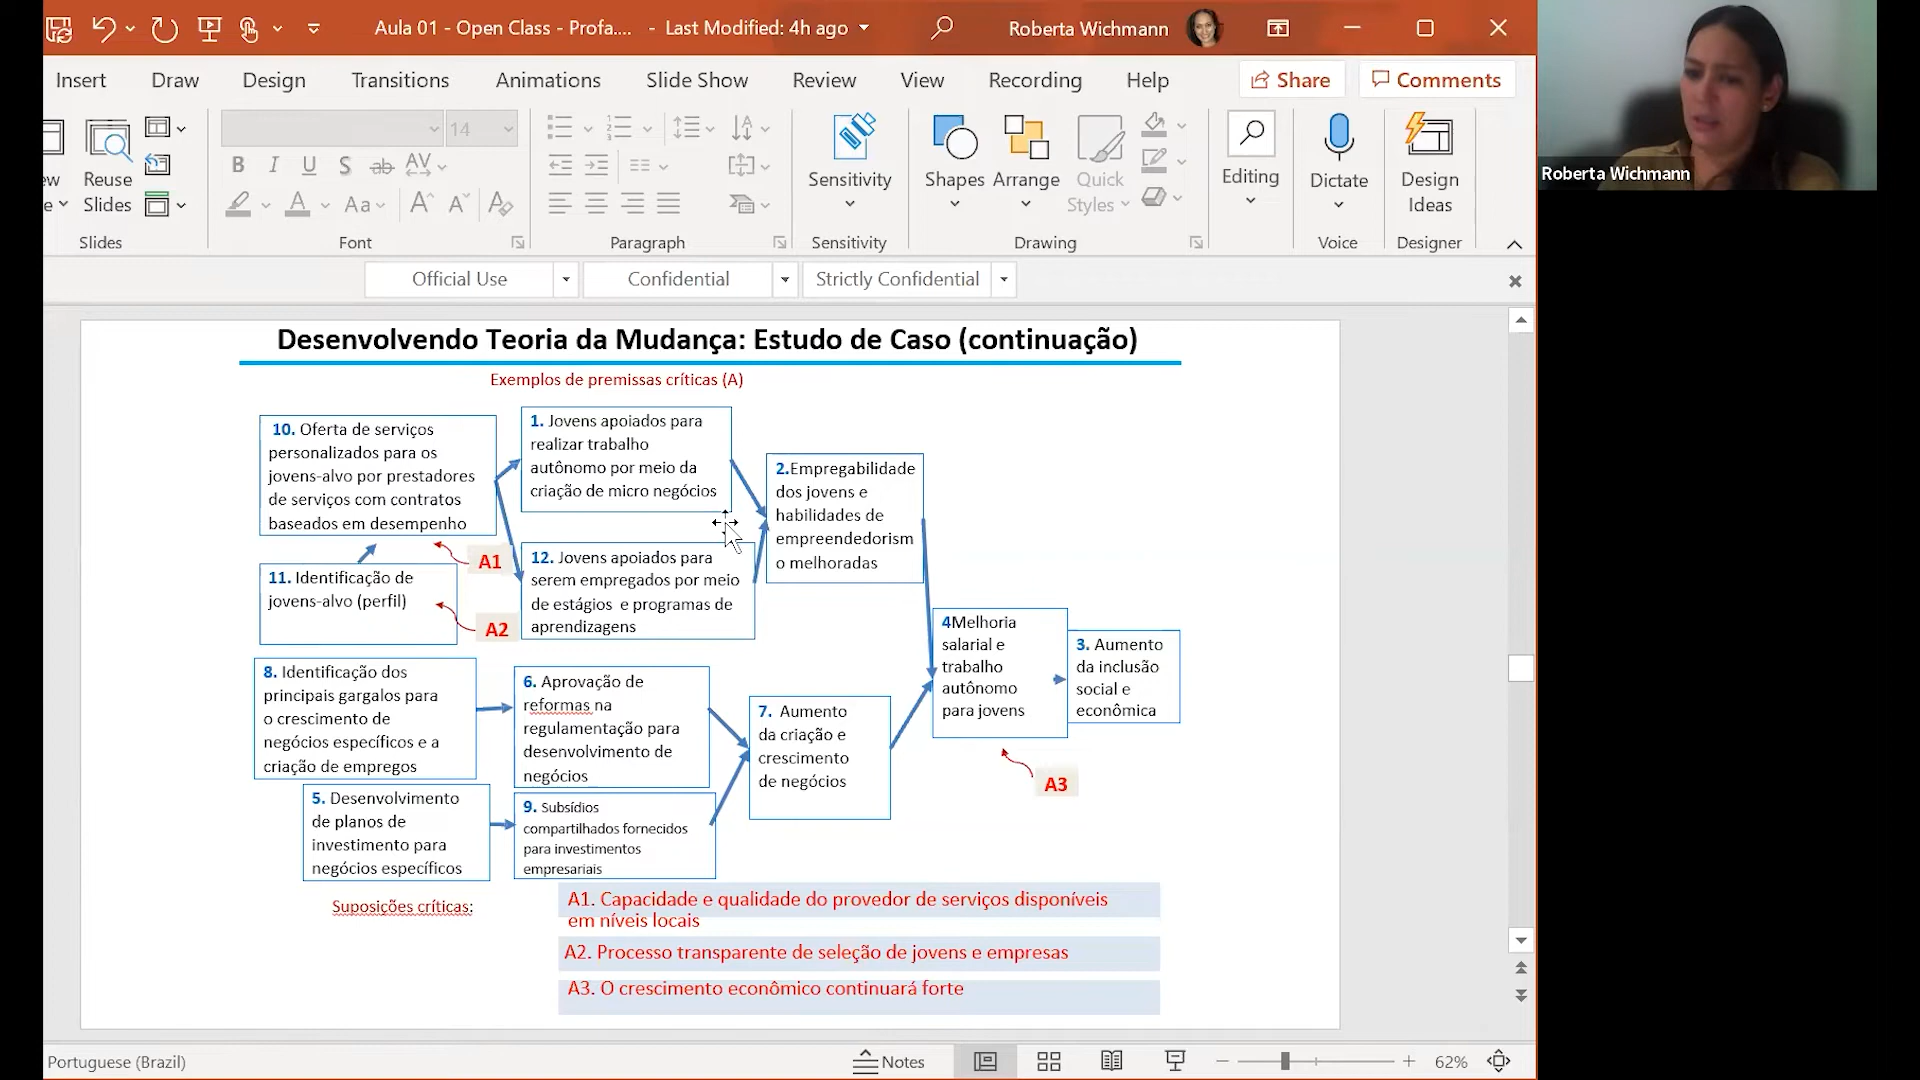 Aula 01 - Open Class - Profa.... - Last Modified: 4h ago
Roberta Wichmann
Insert Draw Design Transitions Animations Slide Show Review View Recording Help Share Comments
14
Reuse
Slides
Slides
B I U S ab AV
A A Aa A A A
Font
Paragraph
Sensitivity
Sensitivity
Shapes
Arrange
Quick
Styles
Drawing
Editing
Dictate
Voice
Design
Ideas
Designer
Official Use
Confidential
Strictly Confidential
Desenvolvendo Teoria da Mudança: Estudo de Caso (continuação)
Exemplos de premissas críticas (A)
10. Oferta de serviços
personalizados para os
jovens-alvo por prestadores
de serviços com contratos
baseados em desempenho
1. Jovens apoiados para
realizar trabalho
autônomo por meio da
criação de micro negócios
2.Empregabilidade
dos jovens e
habilidades de
empreendedorism
o melhoradas
A1
11. Identificação de
jovens-alvo (perfil)
A2
12. Jovens apoiados para
serem empregados por meio
de estágios e programas de
aprendizagens
4Melhoria
salarial e
trabalho
autônomo
para jovens
3. Aumento
da inclusão
social e
econômica
8. Identificação dos
principais gargalos para
o crescimento de
negócios específicos e a
criação de empregos
6. Aprovação de
reformas na
regulamentação para
desenvolvimento de
negócios
7. Aumento
da criação e
crescimento
de negócios
A3
5. Desenvolvimento
de planos de
investimento para
negócios específicos
9. Subsídios
compartilhados fornecidos
para investimentos
empresariais
Suposições críticas:
A1. Capacidade e qualidade do provedor de serviços disponíveis
em níveis locais
A2. Processo transparente de seleção de jovens e empresas
A3. O crescimento econômico continuará forte
Portuguese (Brazil)
Notes
62%
Roberta Wichmann